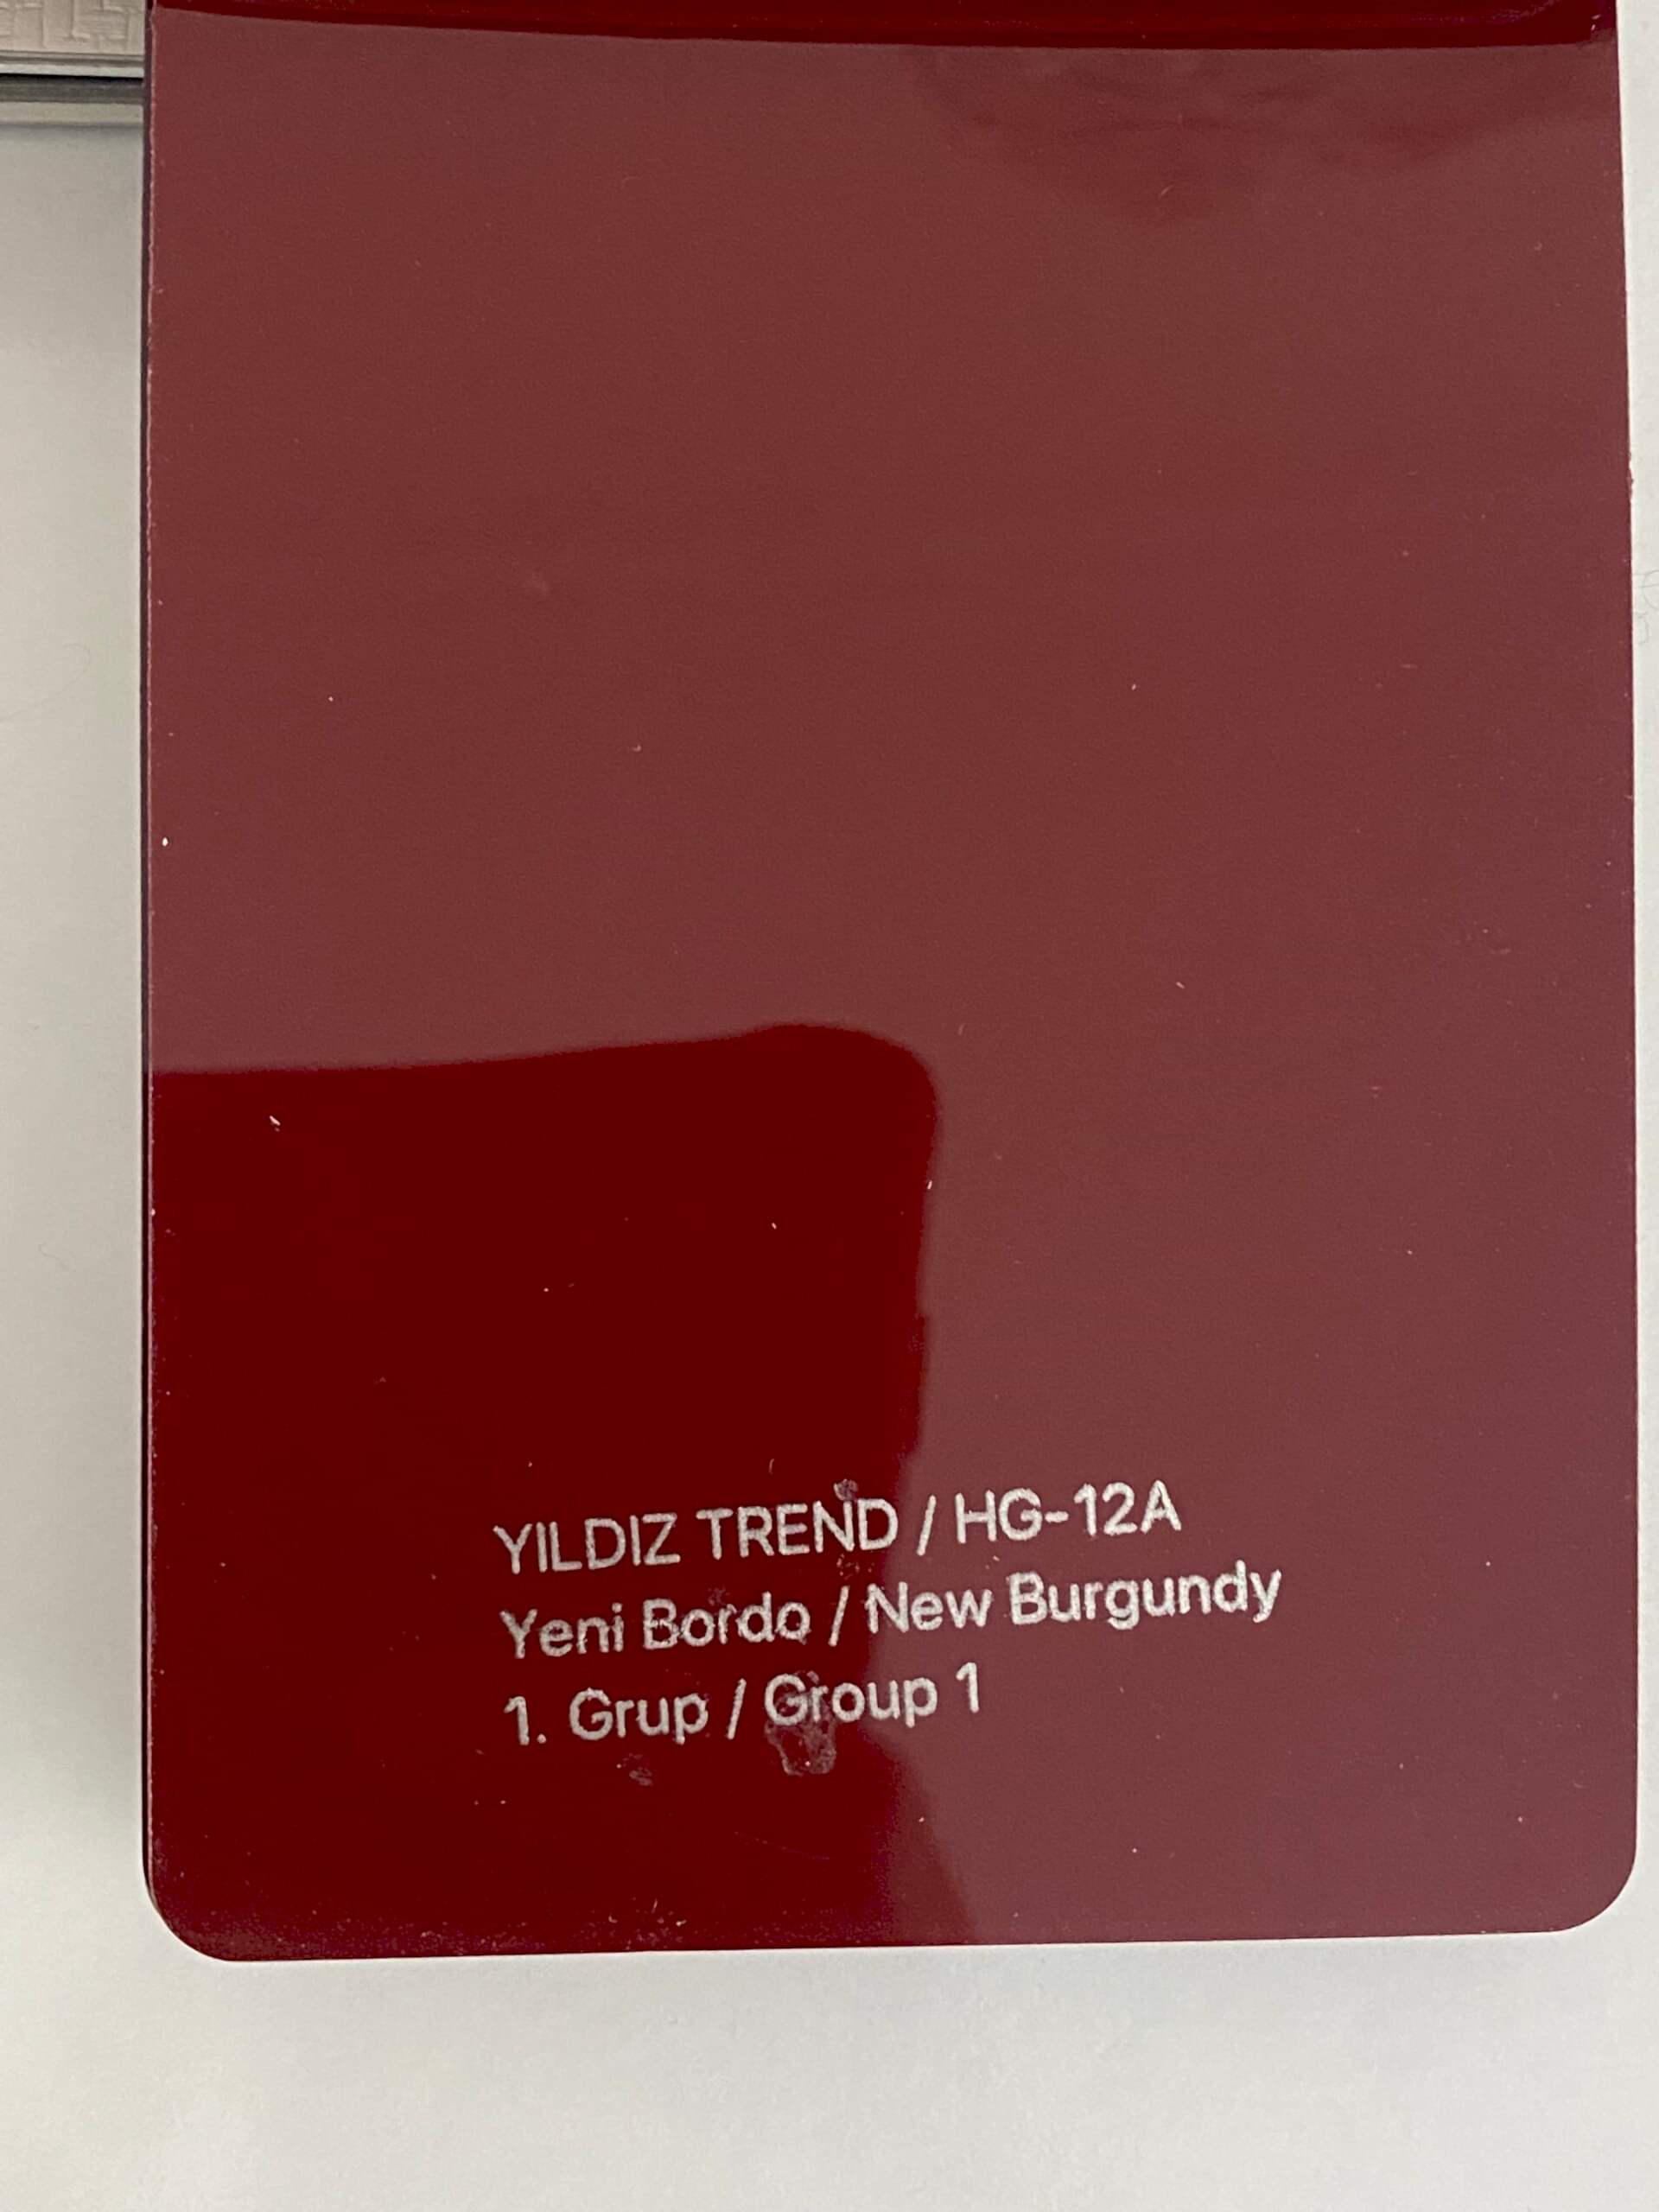 YILDIZ TREND / HG-12A
Yeni Bordo / New Burgundy
1. Grup / Group 1